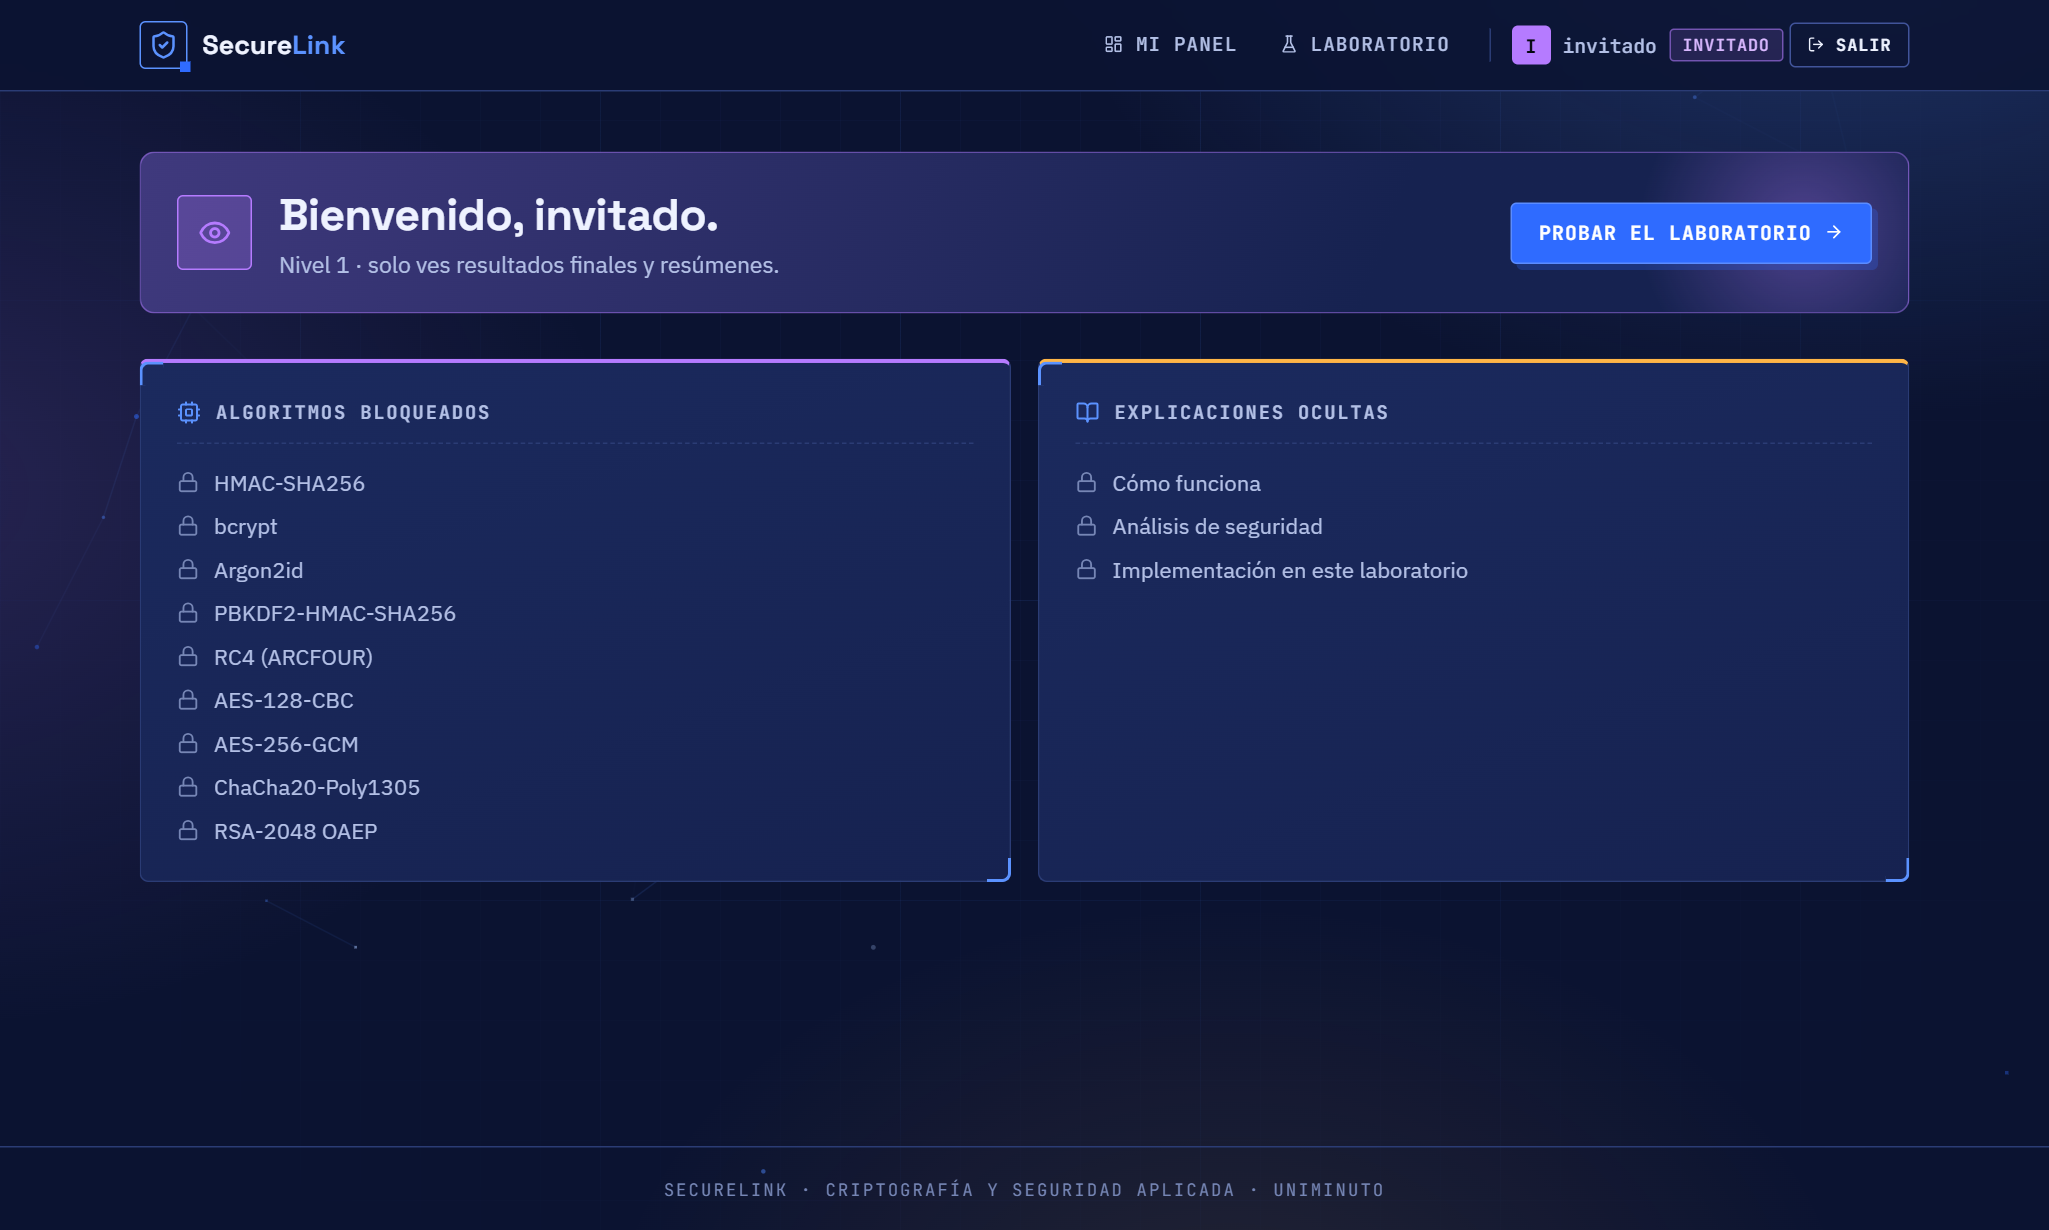 SecureLink
MI PANEL
LABORATORIO
I
invitado
INVITADO
SALIR
Bienvenido, invitado.
Nivel 1 · solo ves resultados finales y resúmenes.
PROBAR EL LABORATORIO
ALGORITMOS BLOQUEADOS
HMAC-SHA256
bcrypt
Argon2id
PBKDF2-HMAC-SHA256
RC4 (ARCFOUR)
AES-128-CBC
AES-256-GCM
ChaCha20-Poly1305
RSA-2048 OAEP
EXPLICACIONES OCULTAS
Cómo funciona
Análisis de seguridad
Implementación en este laboratorio
SECURELINK · CRIPTOGRAFÍA Y SEGURIDAD APLICADA · UNIMINUTO